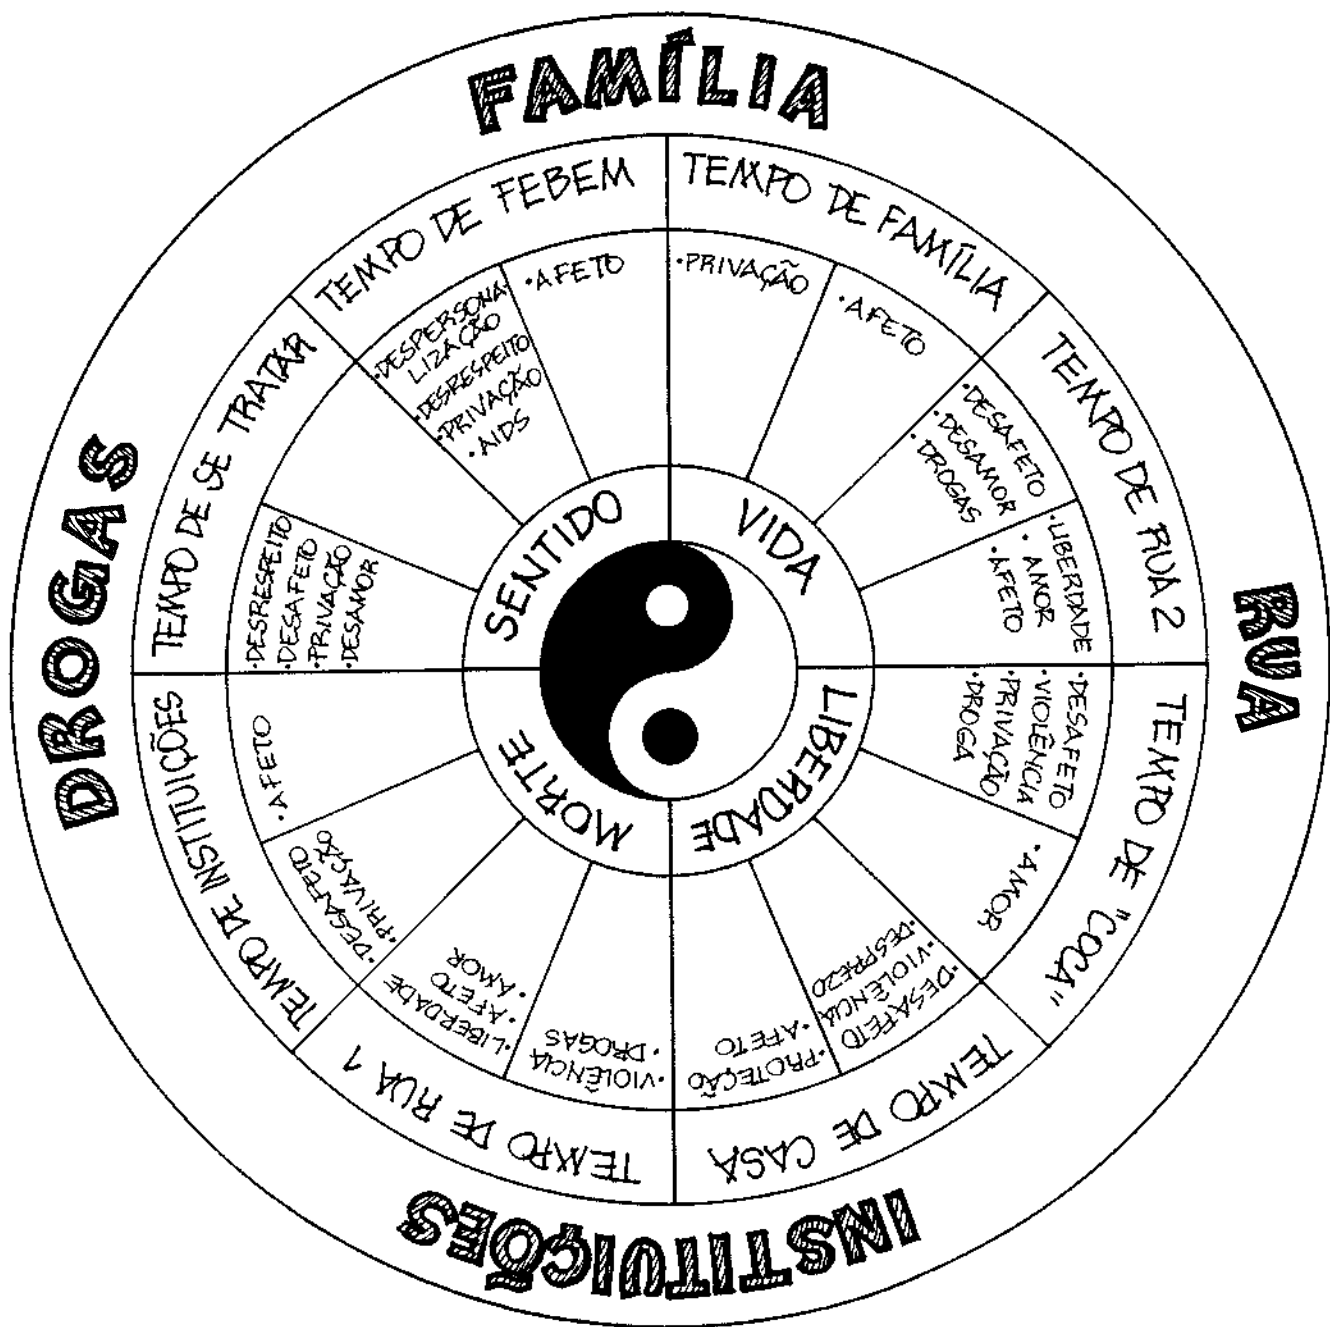 FAMÍLIA
RUA
INSTITUIÇÕES
DROGAS
TEMPO DE FAMÍLIA
TEMPO DE RUA 2
TEMPO DE "COCA"
TEMPO DE CASA
TEMPO DE RUA 1
TEMPO DE INSTITUIÇÕES
TEMPO DE SE TRATAR
TEMPO DE FEBEM
• PRIVAÇÃO
• AFETO
• DESAFETO
• DESAMOR
• DROGAS
• LIBERDADE
• AMOR
• AFETO
• DESAFETO
• VIOLÊNCIA
• PRIVAÇÃO
• DROGA
• AMOR
• DESAFETO
• VIOLÊNCIA
DESPREZO
• PROTEÇÃO
• AFETO
• VIOLÊNCIA
• DROGAS
• LIBERDADE
• AFETO
• AMOR
• DESAFETO
• PRIVAÇÃO
• AFETO
• DESRESPEITO
• DESAFETO
• PRIVAÇÃO
• DESAMOR
• DESPERSONA-
LIZAÇÃO
• DESRESPEITO
• PRIVAÇÃO
• AIDS
• AFETO
VIDA
LIBERDADE
MORTE
SENTIDO